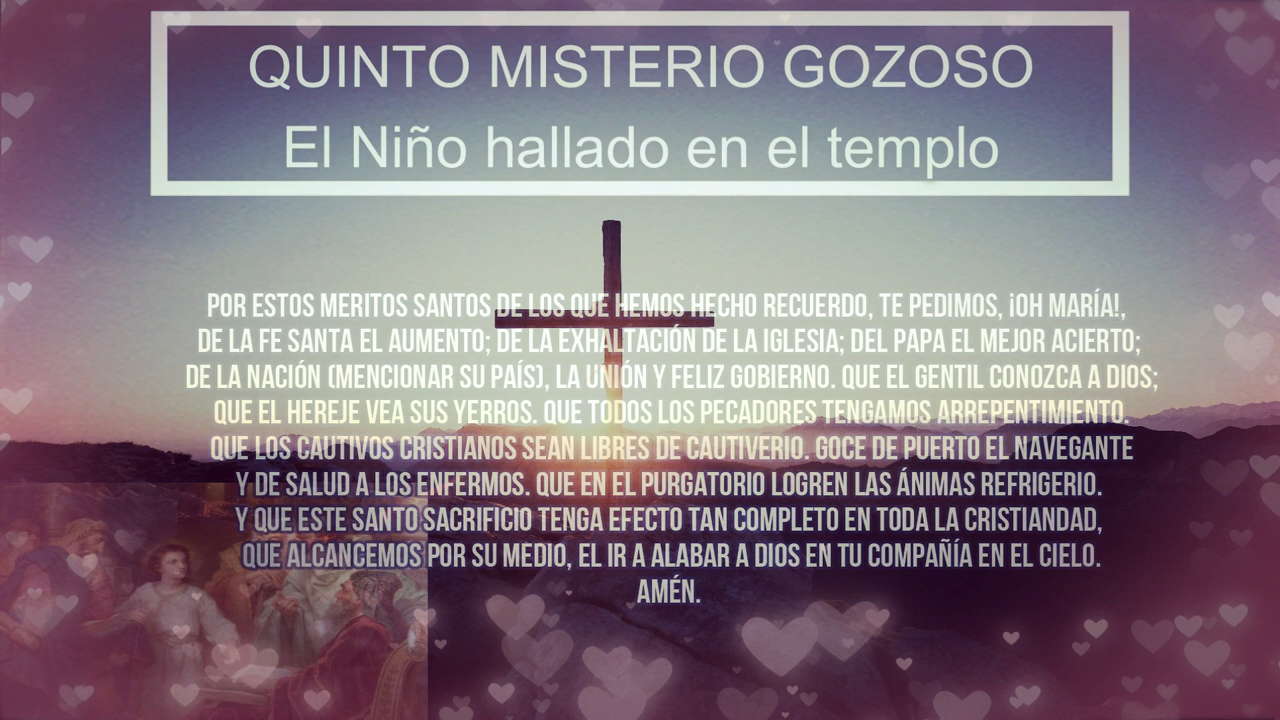 QUINTO MISTERIO GOZOSO
El Niño hallado en el templo
POR ESTOS MERITOS SANTOS DE LOS QUE HEMOS HECHO RECUERDO, TE PEDIMOS, ¡OH MARÍA!,
DE LA FE SANTA EL AUMENTO; DE LA EXHALTACIÓN DE LA IGLESIA; DEL PAPA EL MEJOR ACIERTO;
DE LA NACIÓN (MENCIONAR SU PAÍS), LA UNIÓN Y FELIZ GOBIERNO. QUE EL GENTIL CONOZCA A DIOS;
QUE EL HEREJE VEA SUS YERROS. QUE TODOS LOS PECADORES TENGAMOS ARREPENTIMIENTO.
QUE LOS CAUTIVOS CRISTIANOS SEAN LIBRES DE CAUTIVERIO. GOCE DE PUERTO EL NAVEGANTE
Y DE SALUD A LOS ENFERMOS. QUE EN EL PURGATORIO LOGREN LAS ÁNIMAS REFRIGERIO.
Y QUE ESTE SANTO SACRIFICIO TENGA EFECTO TAN COMPLETO EN TODA LA CRISTIANDAD,
QUE ALCANCEMOS POR SU MEDIO, EL IR A ALABAR A DIOS EN TU COMPAÑÍA EN EL CIELO.
AMÉN.